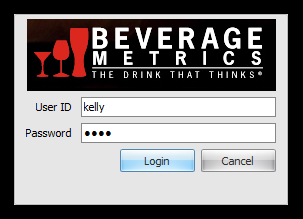 BEVERAGE
METRICS
THE DRINK THAT THINKS®
User ID kelly
Password ••••
Login Cancel